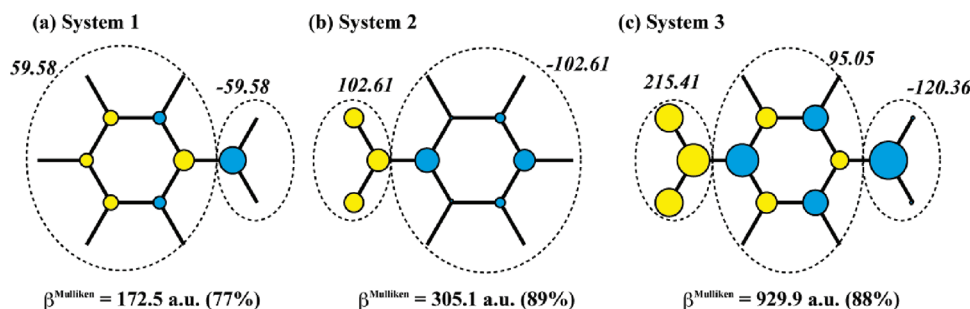 (a) System 1
(b) System 2
(c) System 3
59.58
-59.58
102.61
-102.61
215.41
95.05
-120.36
β^Mulliken = 172.5 a.u. (77%)
β^Mulliken = 305.1 a.u. (89%)
β^Mulliken = 929.9 a.u. (88%)